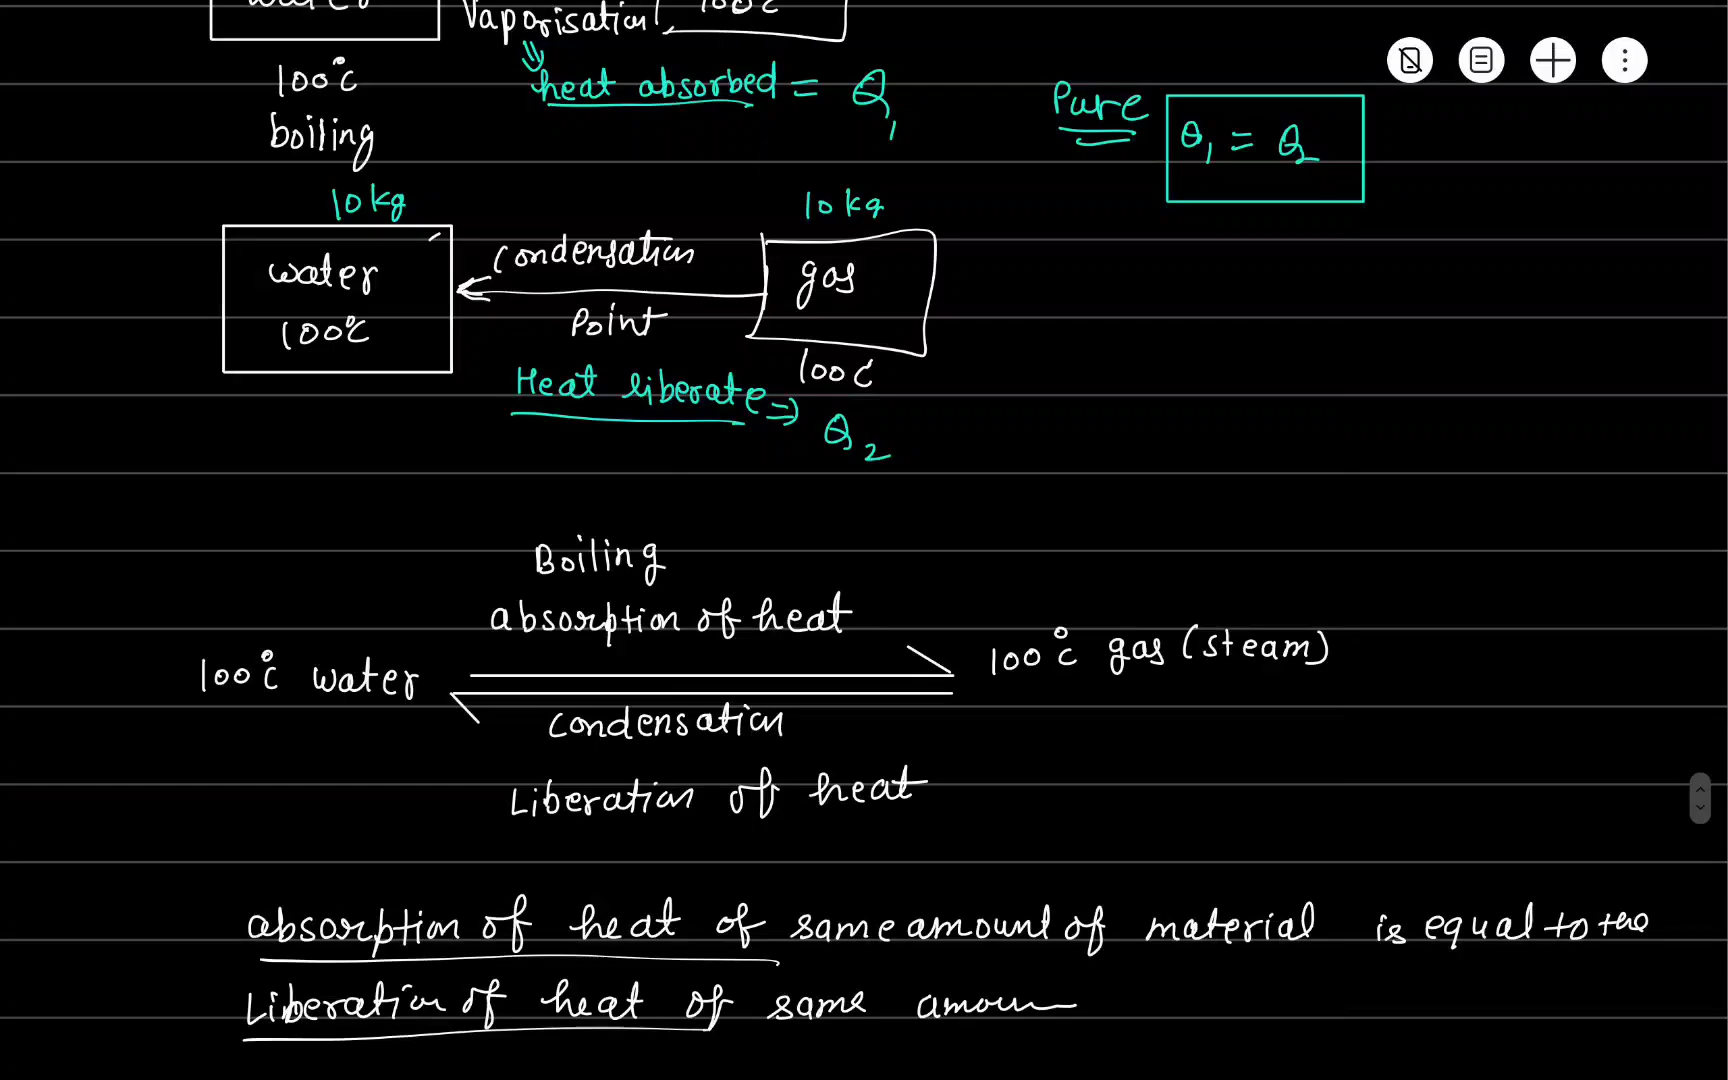 water
Vaporisation
100°C
100°C
heat absorbed = Q1
boiling
Pure
Q1 = Q2
10kg
10kg
water
100°C
condensation
Point
gas
100C
Heat liberate => Q2
Boiling
absorption of heat
100°C water
100°C gas (steam)
condensation
Liberation of heat
absorption of heat of same amount of material is equal to the
Liberation of heat of same amoun